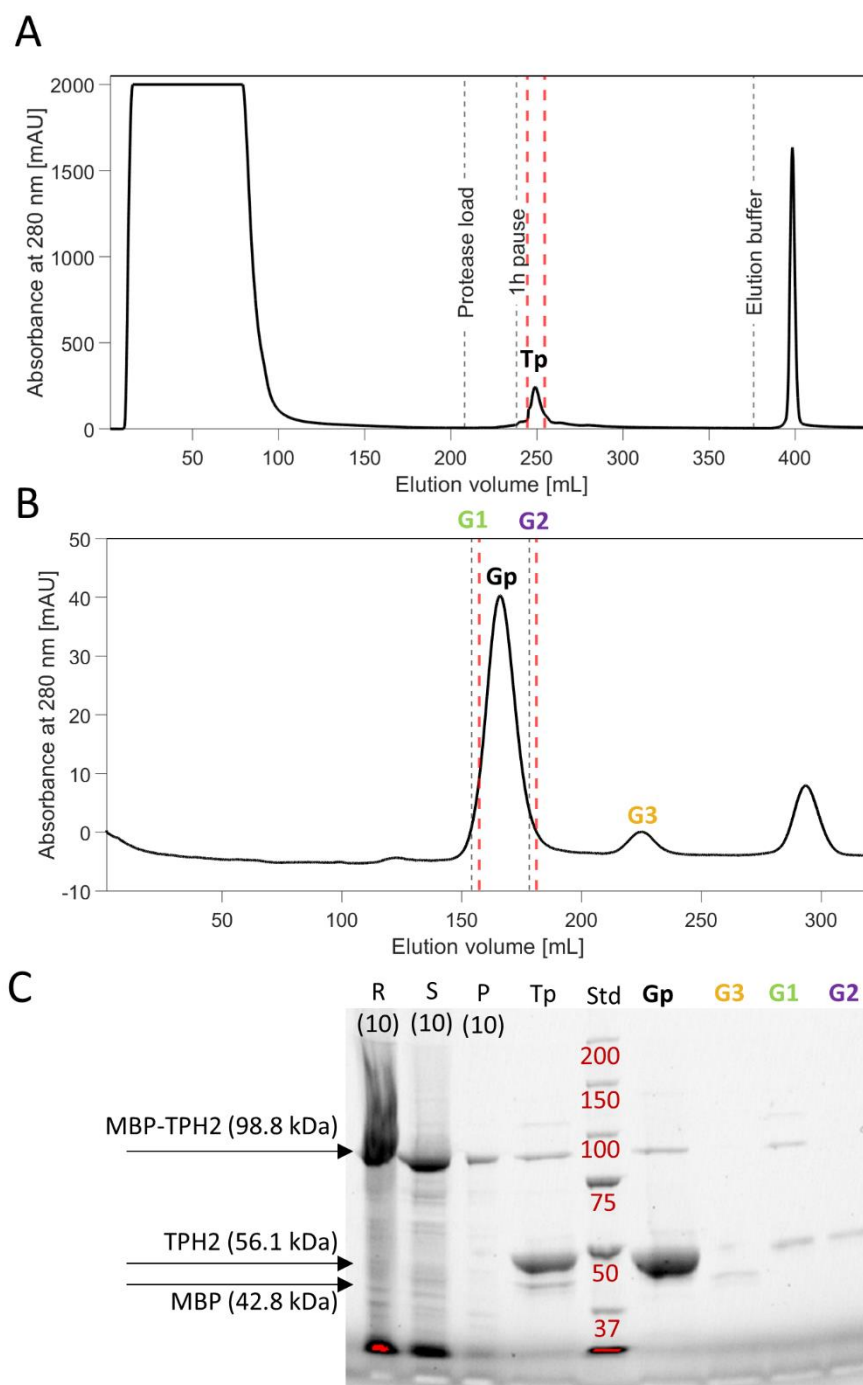 A
Absorbance at 280 nm [mAU]
2000
1500
1000
500
0
Protease load
1h pause
Tp
Elution buffer
50 100 150 200 250 300 350 400
Elution volume [mL]
B
G1 G2
Absorbance at 280 nm [mAU]
50
40
30
20
10
0
-10
Gp
G3
50 100 150 200 250 300
Elution volume [mL]
C
R S P Tp Std Gp G3 G1 G2
(10) (10) (10)
200
150
MBP-TPH2 (98.8 kDa)
100
75
TPH2 (56.1 kDa)
50
MBP (42.8 kDa)
37